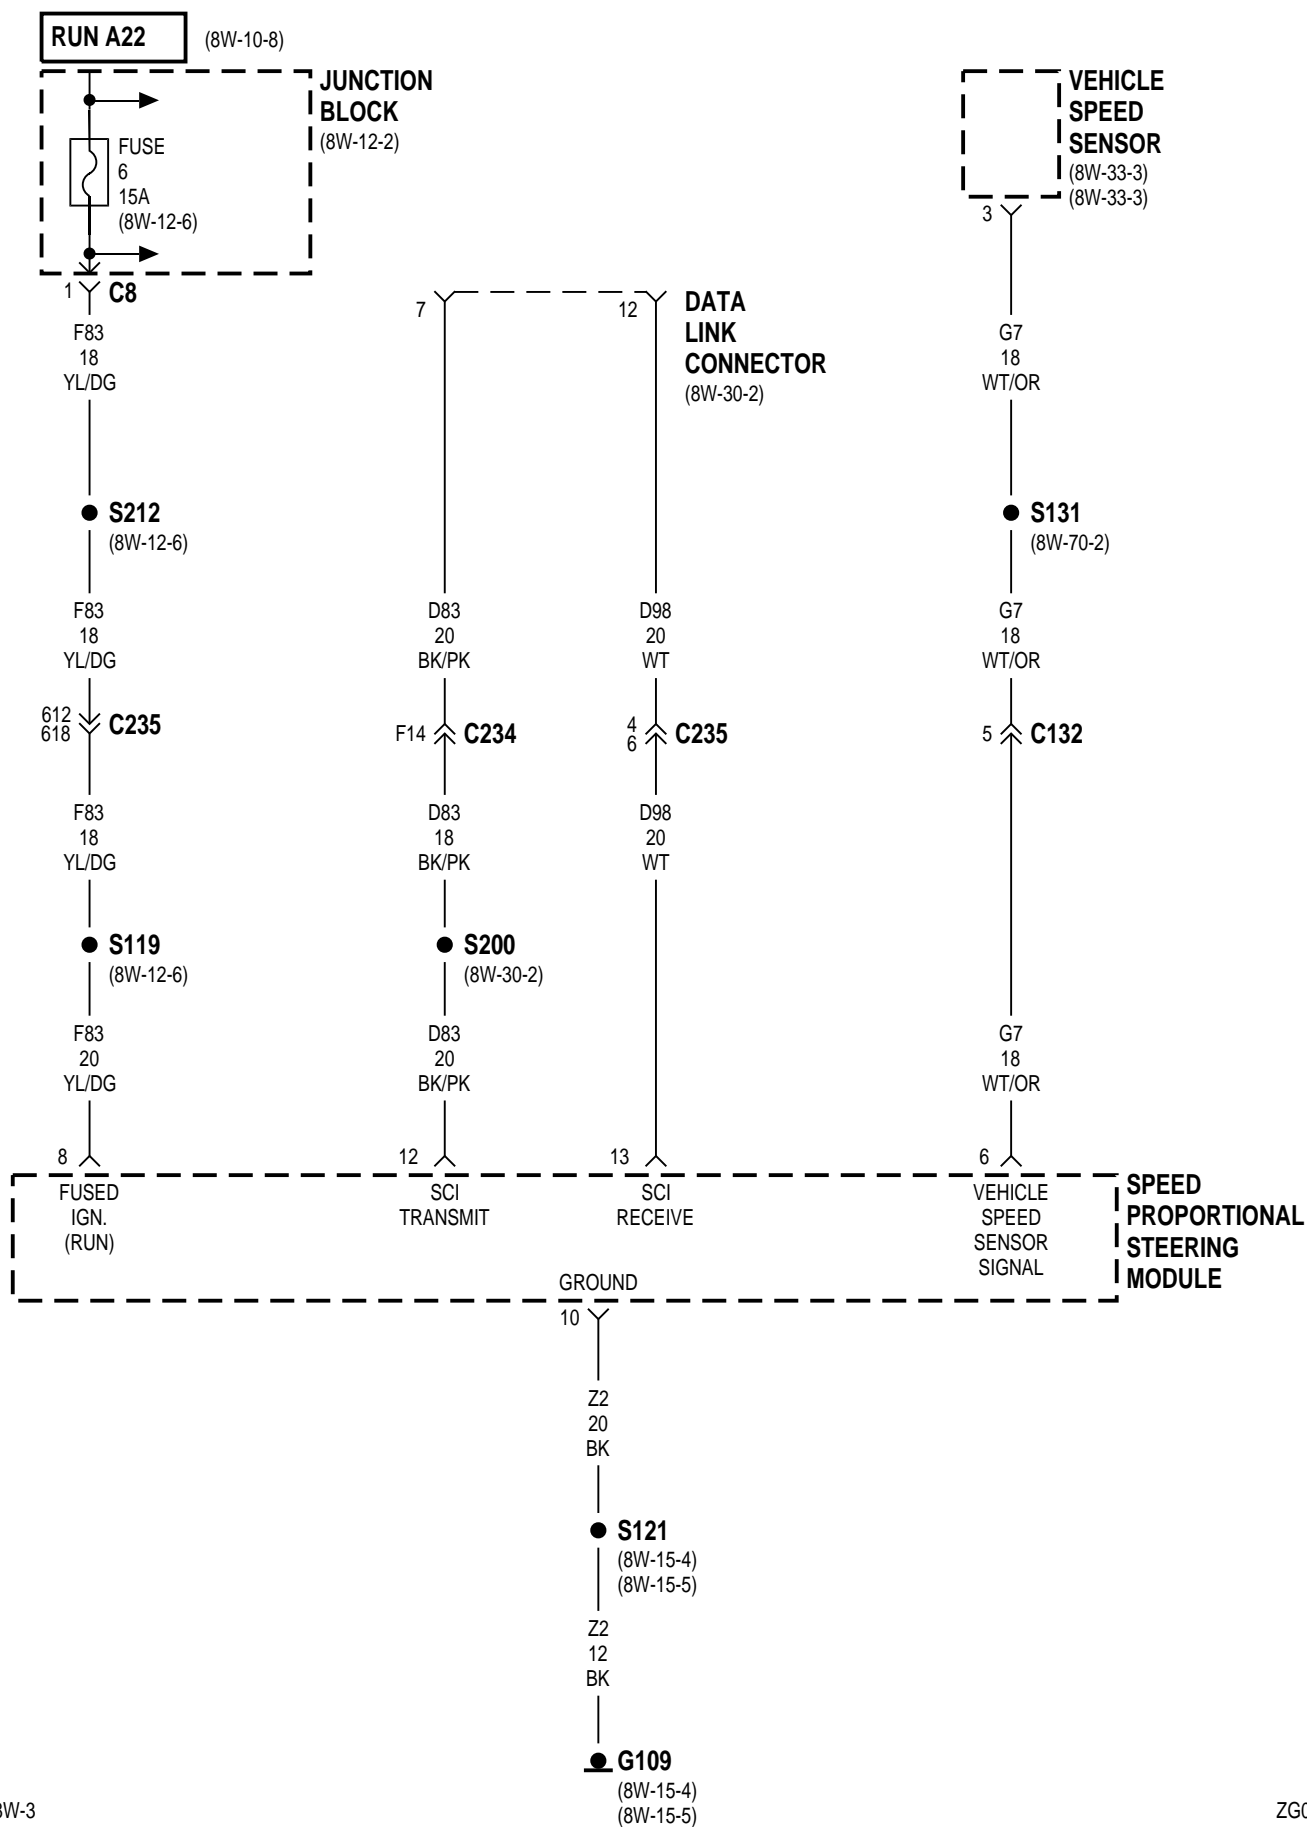 RUN A22
(8W-10-8)
JUNCTION
BLOCK
(8W-12-2)
FUSE
6
15A
(8W-12-6)
1
C8
F83
18
YL/DG
S212
(8W-12-6)
F83
18
YL/DG
612
618
C235
F83
18
YL/DG
S119
(8W-12-6)
F83
20
YL/DG
8
FUSED
IGN.
(RUN)
7
12
DATA
LINK
CONNECTOR
(8W-30-2)
D83
20
BK/PK
F14
C234
D83
18
BK/PK
S200
(8W-30-2)
D83
20
BK/PK
12
SCI
TRANSMIT
D98
20
WT
4
6
C235
D98
20
WT
13
SCI
RECEIVE
VEHICLE
SPEED
SENSOR
(8W-33-3)
(8W-33-3)
3
G7
18
WT/OR
S131
(8W-70-2)
G7
18
WT/OR
5
C132
G7
18
WT/OR
6
VEHICLE
SPEED
SENSOR
SIGNAL
SPEED
PROPORTIONAL
STEERING
MODULE
GROUND
10
Z2
20
BK
S121
(8W-15-4)
(8W-15-5)
Z2
12
BK
G109
(8W-15-4)
(8W-15-5)
W-3
ZG